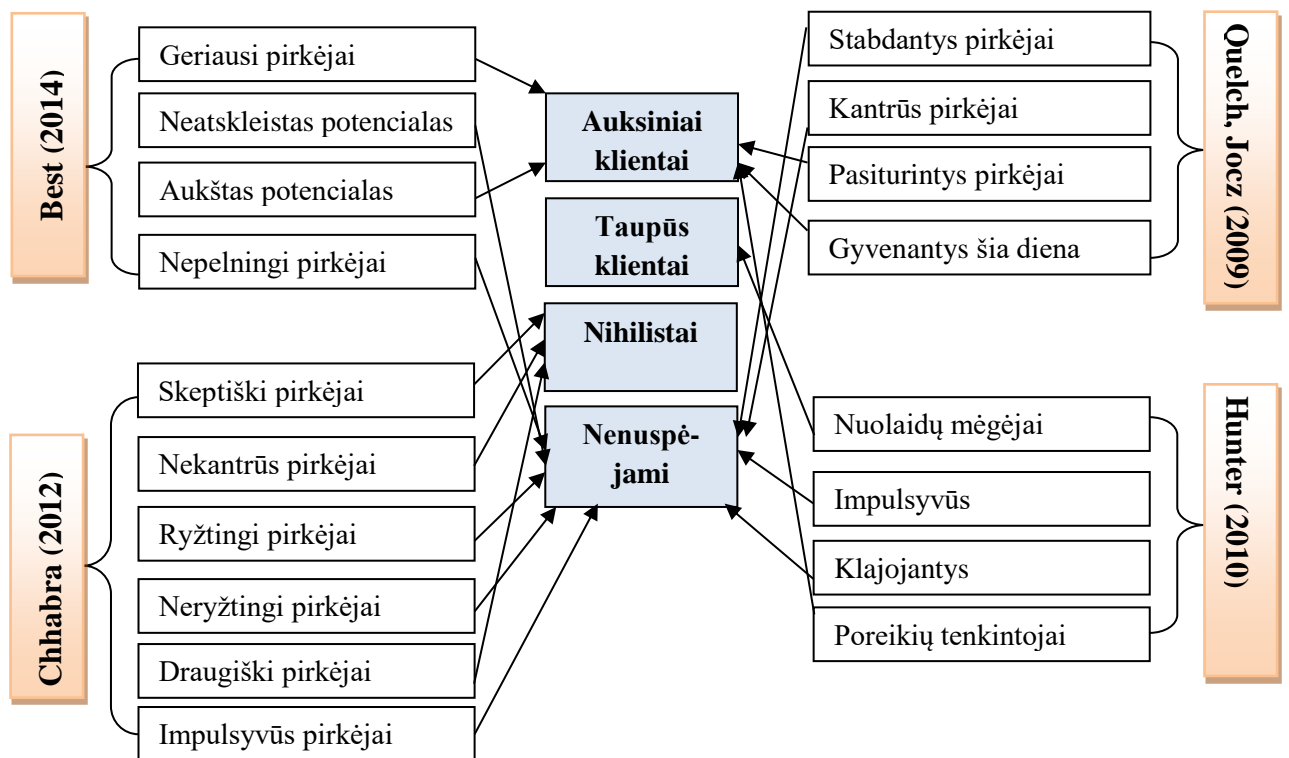 Best (2014)
Geriausi pirkėjai
Neatskleistas potencialas
Aukštas potencialas
Nepelningi pirkėjai
Chhabra (2012)
Skeptiški pirkėjai
Nekantrūs pirkėjai
Ryžtingi pirkėjai
Neryžtingi pirkėjai
Draugiški pirkėjai
Impulsyvūs pirkėjai
Auksiniai
klientai
Taupūs
klientai
Nihilistai
Nenuspė-
jami
Stabdantys pirkėjai
Kantrūs pirkėjai
Pasiturintys pirkėjai
Gyvenantys šia diena
Quelch, Jocz (2009)
Nuolaidų mėgėjai
Impulsyvūs
Klajojantys
Poreikių tenkintojai
Hunter (2010)